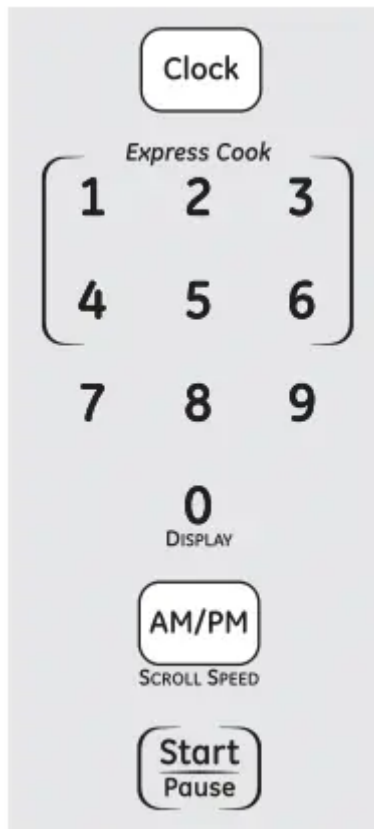 Clock
Express Cook
1 2 3
4 5 6
7 8 9
0
DISPLAY
AM/PM
SCROLL SPEED
Start
Pause